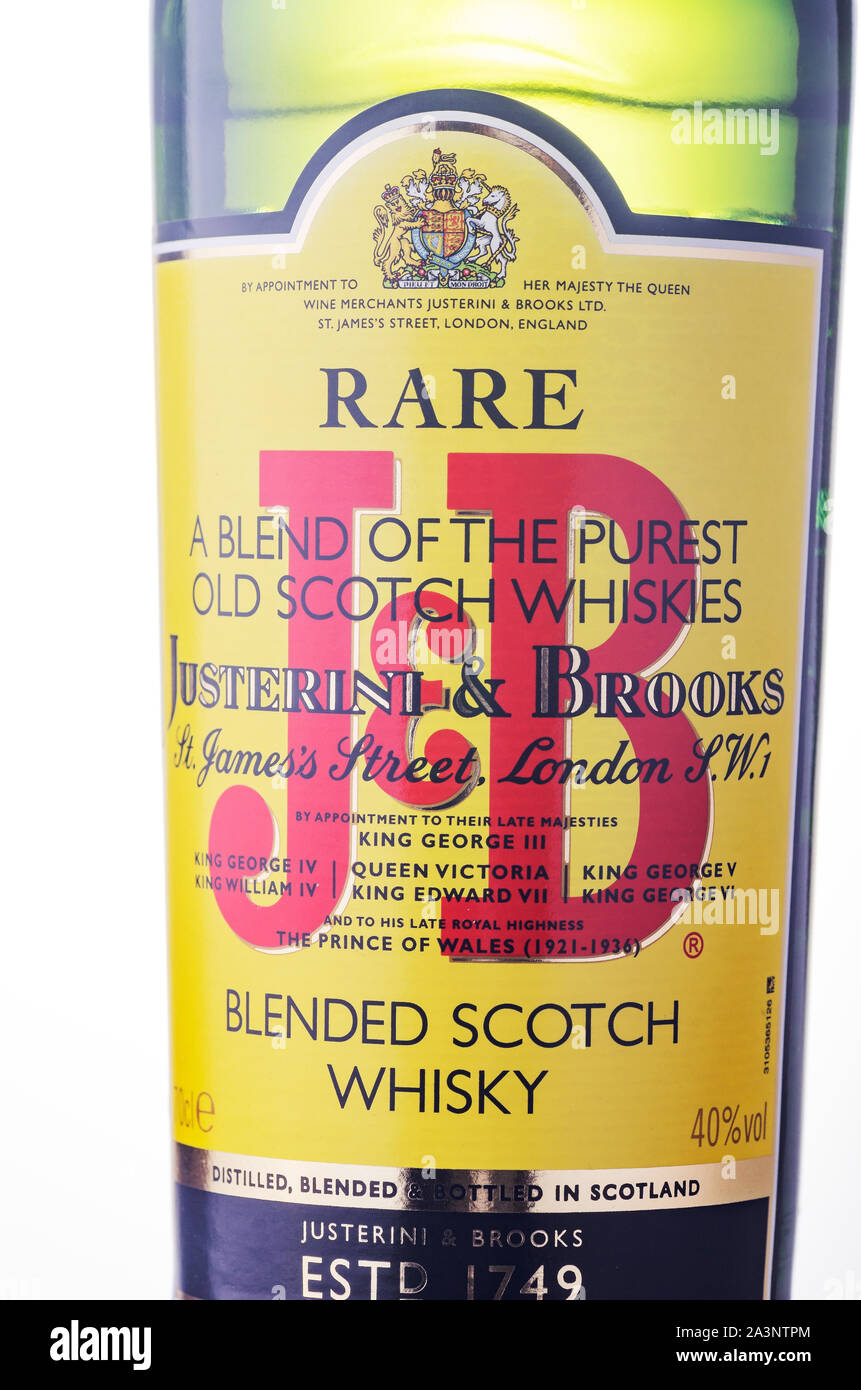 DIEU ET MON DROIT
BY APPOINTMENT TO HER MAJESTY THE QUEEN
WINE MERCHANTS JUSTERINI & BROOKS LTD.
ST. JAMES'S STREET, LONDON, ENGLAND
RARE
J&B
A BLEND OF THE PUREST
OLD SCOTCH WHISKIES
JUSTERINI & BROOKS
St. James's Street, London S.W.1
BY APPOINTMENT TO THEIR LATE MAJESTIES
KING GEORGE III
KING GEORGE IV | QUEEN VICTORIA | KING GEORGE V
KING WILLIAM IV | KING EDWARD VII | KING GEORGE VI
AND TO HIS LATE ROYAL HIGHNESS
THE PRINCE OF WALES (1921-1936)
®
BLENDED SCOTCH
WHISKY
70cl e 40%vol
3105365126
DISTILLED, BLENDED & BOTTLED IN SCOTLAND
JUSTERINI & BROOKS
ESTD 1749
alamy
a
alamy
Image ID: 2A3NTPM
www.alamy.com